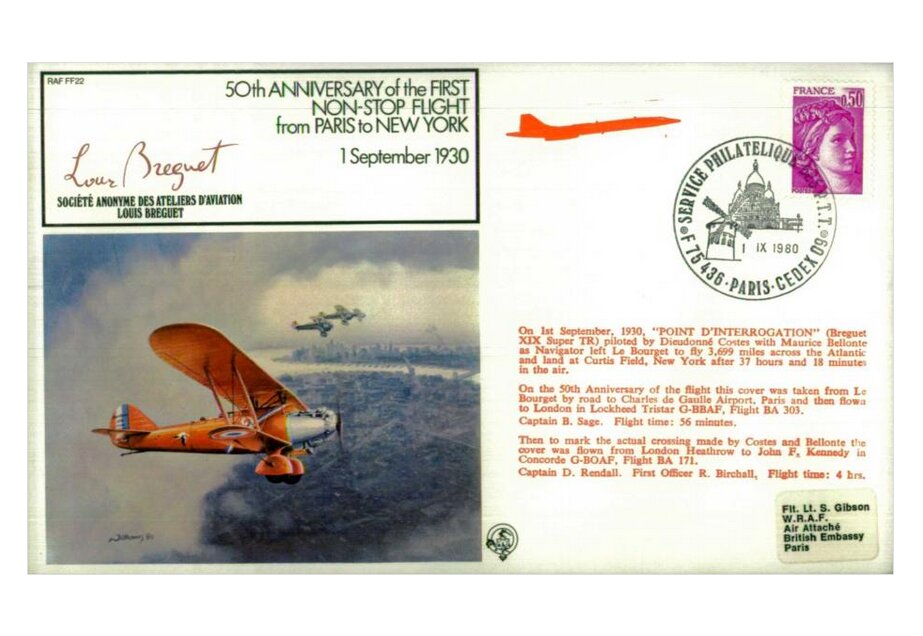 RAF FF22
50th ANNIVERSARY of the FIRST
NON-STOP FLIGHT
from PARIS to NEW YORK
1 September 1930
Louis Breguet
SOCIÉTÉ ANONYME DES ATELIERS D'AVIATION
LOUIS BREGUET
FRANCE
0,50
POSTES
SERVICE PHILATELIQUE P.T.T.
1 IX 1980
F 75436 · PARIS · CEDEX 09
On 1st September, 1930, "POINT D'INTERROGATION" (Breguet
XIX Super TR) piloted by Dieudonné Costes with Maurice Bellonte
as Navigator left Le Bourget to fly 3,699 miles across the Atlantic
and land at Curtis Field, New York after 37 hours and 18 minutes
in the air.
On the 50th Anniversary of the flight this cover was taken from Le
Bourget by road to Charles de Gaulle Airport, Paris and then flown
to London in Lockheed Tristar G-BBAF, Flight BA 303.
Captain B. Sage. Flight time: 56 minutes.
Then to mark the actual crossing made by Costes and Bellonte the
cover was flown from London Heathrow to John F. Kennedy in
Concorde G-BOAF, Flight BA 171.
Captain D. Rendall. First Officer R. Birchall, Flight time: 4 hrs.
Flt. Lt. S. Gibson
W.R.A.F.
Air Attaché
British Embassy
Paris